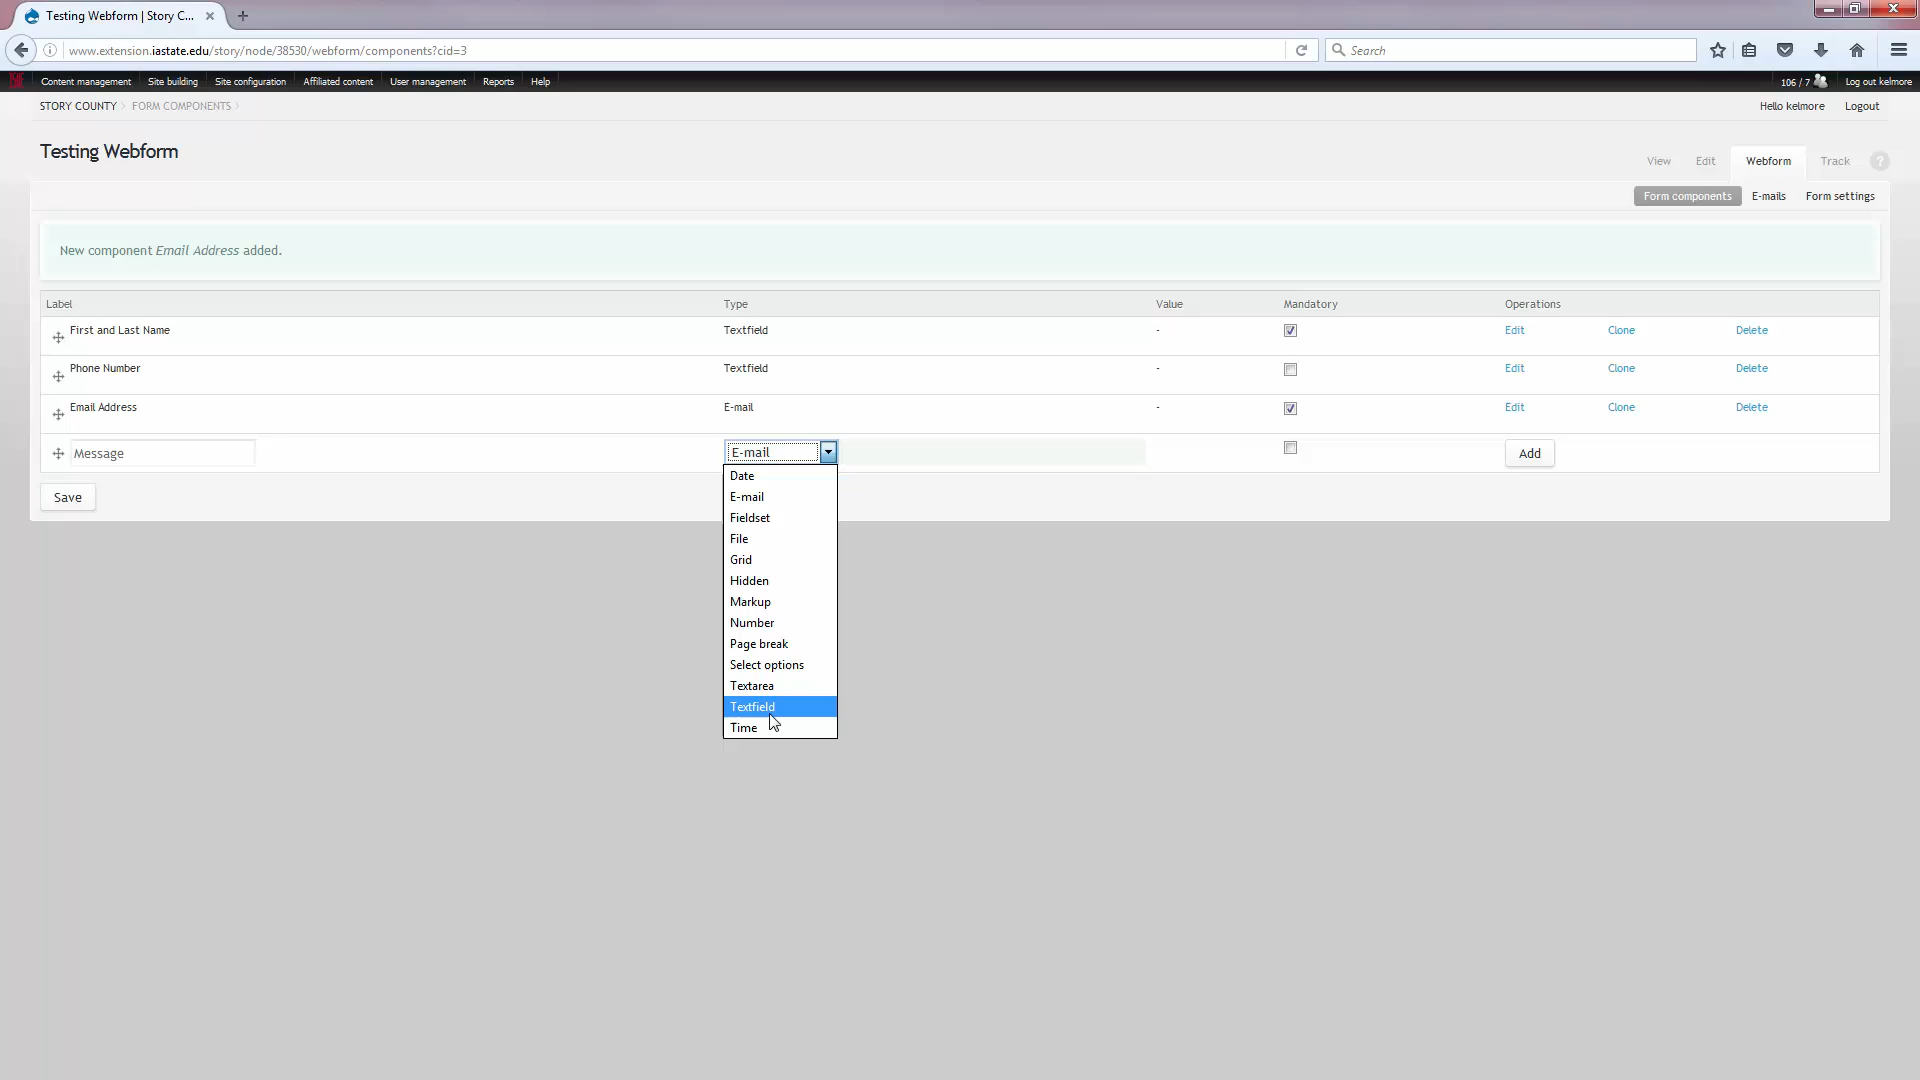 Testing Webform | Story C...
www.extension.iastate.edu/story/node/38530/webform/components?cid=3
Search
Content management Site building Site configuration Affiliated content User management Reports Help
106 / 7 Log out kelmore
STORY COUNTY FORM COMPONENTS
Hello kelmore Logout
Testing Webform
View Edit Webform Track ?
Form components E-mails Form settings
New component Email Address added.
Label Type Value Mandatory Operations
First and Last Name Textfield - Edit Clone Delete
Phone Number Textfield - Edit Clone Delete
Email Address E-mail - Edit Clone Delete
Message E-mail Add
Date
Save
E-mail
Fieldset
File
Grid
Hidden
Markup
Number
Page break
Select options
Textarea
Textfield
Time